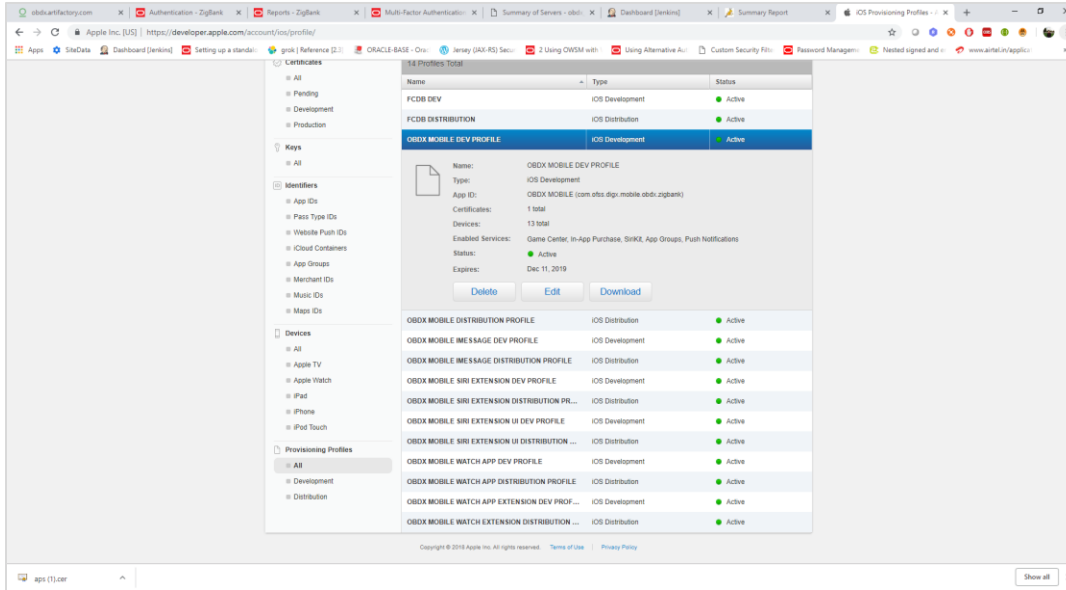 obdx.artifactory.com
Authentication - ZigBank
Reports - ZigBank
Multi-Factor Authentication
Summary of Servers - obdx
Dashboard [Jenkins]
Summary Report
iOS Provisioning Profiles - A
Apple Inc. [US] | https://developer.apple.com/account/ios/profile/
Apps
SiteData
Dashboard [Jenkins]
Setting up a standalo
grok | Reference [2.2]
ORACLE-BASE - Orac
Jersey (JAX-RS) Secur
2 Using OWSM with
Using Alternative Au
Custom Security Filte
Password Manageme
Nested signed and
www.airtel.in/applica
Certificates
All
Pending
Development
Production
Keys
All
Identifiers
App IDs
Pass Type IDs
Website Push IDs
iCloud Containers
App Groups
Merchant IDs
Music IDs
Maps IDs
Devices
All
Apple TV
Apple Watch
iPad
iPhone
iPod Touch
Provisioning Profiles
All
Development
Distribution
14 Profiles Total
Name Type Status
FCDB DEV iOS Development Active
FCDB DISTRIBUTION iOS Distribution Active
OBDX MOBILE DEV PROFILE iOS Development Active
Name: OBDX MOBILE DEV PROFILE
Type: iOS Development
App ID: OBDX MOBILE (com.ofss.digx.mobile.obdx.zigbank)
Certificates: 1 total
Devices: 13 total
Enabled Services: Game Center, In-App Purchase, SiriKit, App Groups, Push Notifications
Status: Active
Expires: Dec 11, 2019
Delete Edit Download
OBDX MOBILE DISTRIBUTION PROFILE iOS Distribution Active
OBDX MOBILE IMESSAGE DEV PROFILE iOS Development Active
OBDX MOBILE IMESSAGE DISTRIBUTION PROFILE iOS Distribution Active
OBDX MOBILE SIRI EXTENSION DEV PROFILE iOS Development Active
OBDX MOBILE SIRI EXTENSION DISTRIBUTION PR... iOS Distribution Active
OBDX MOBILE SIRI EXTENSION UI DEV PROFILE iOS Development Active
OBDX MOBILE SIRI EXTENSION UI DISTRIBUTION ... iOS Distribution Active
OBDX MOBILE WATCH APP DEV PROFILE iOS Development Active
OBDX MOBILE WATCH APP DISTRIBUTION PROFILE iOS Distribution Active
OBDX MOBILE WATCH APP EXTENSION DEV PROF... iOS Development Active
OBDX MOBILE WATCH EXTENSION DISTRIBUTION ... iOS Distribution Active
Copyright © 2018 Apple Inc. All rights reserved. Terms of Use | Privacy Policy
aps (1).cer
Show all